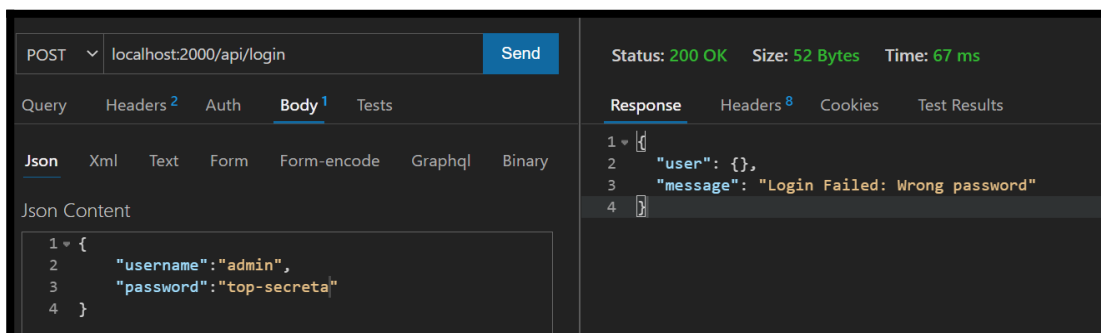 POST localhost:2000/api/login Send
Query Headers 2 Auth Body 1 Tests
Json Xml Text Form Form-encode Graphql Binary
Json Content
1 {
2 "username":"admin",
3 "password":"top-secreta"
4 }
Status: 200 OK Size: 52 Bytes Time: 67 ms
Response Headers 8 Cookies Test Results
1 {
2 "user": {},
3 "message": "Login Failed: Wrong password"
4 }